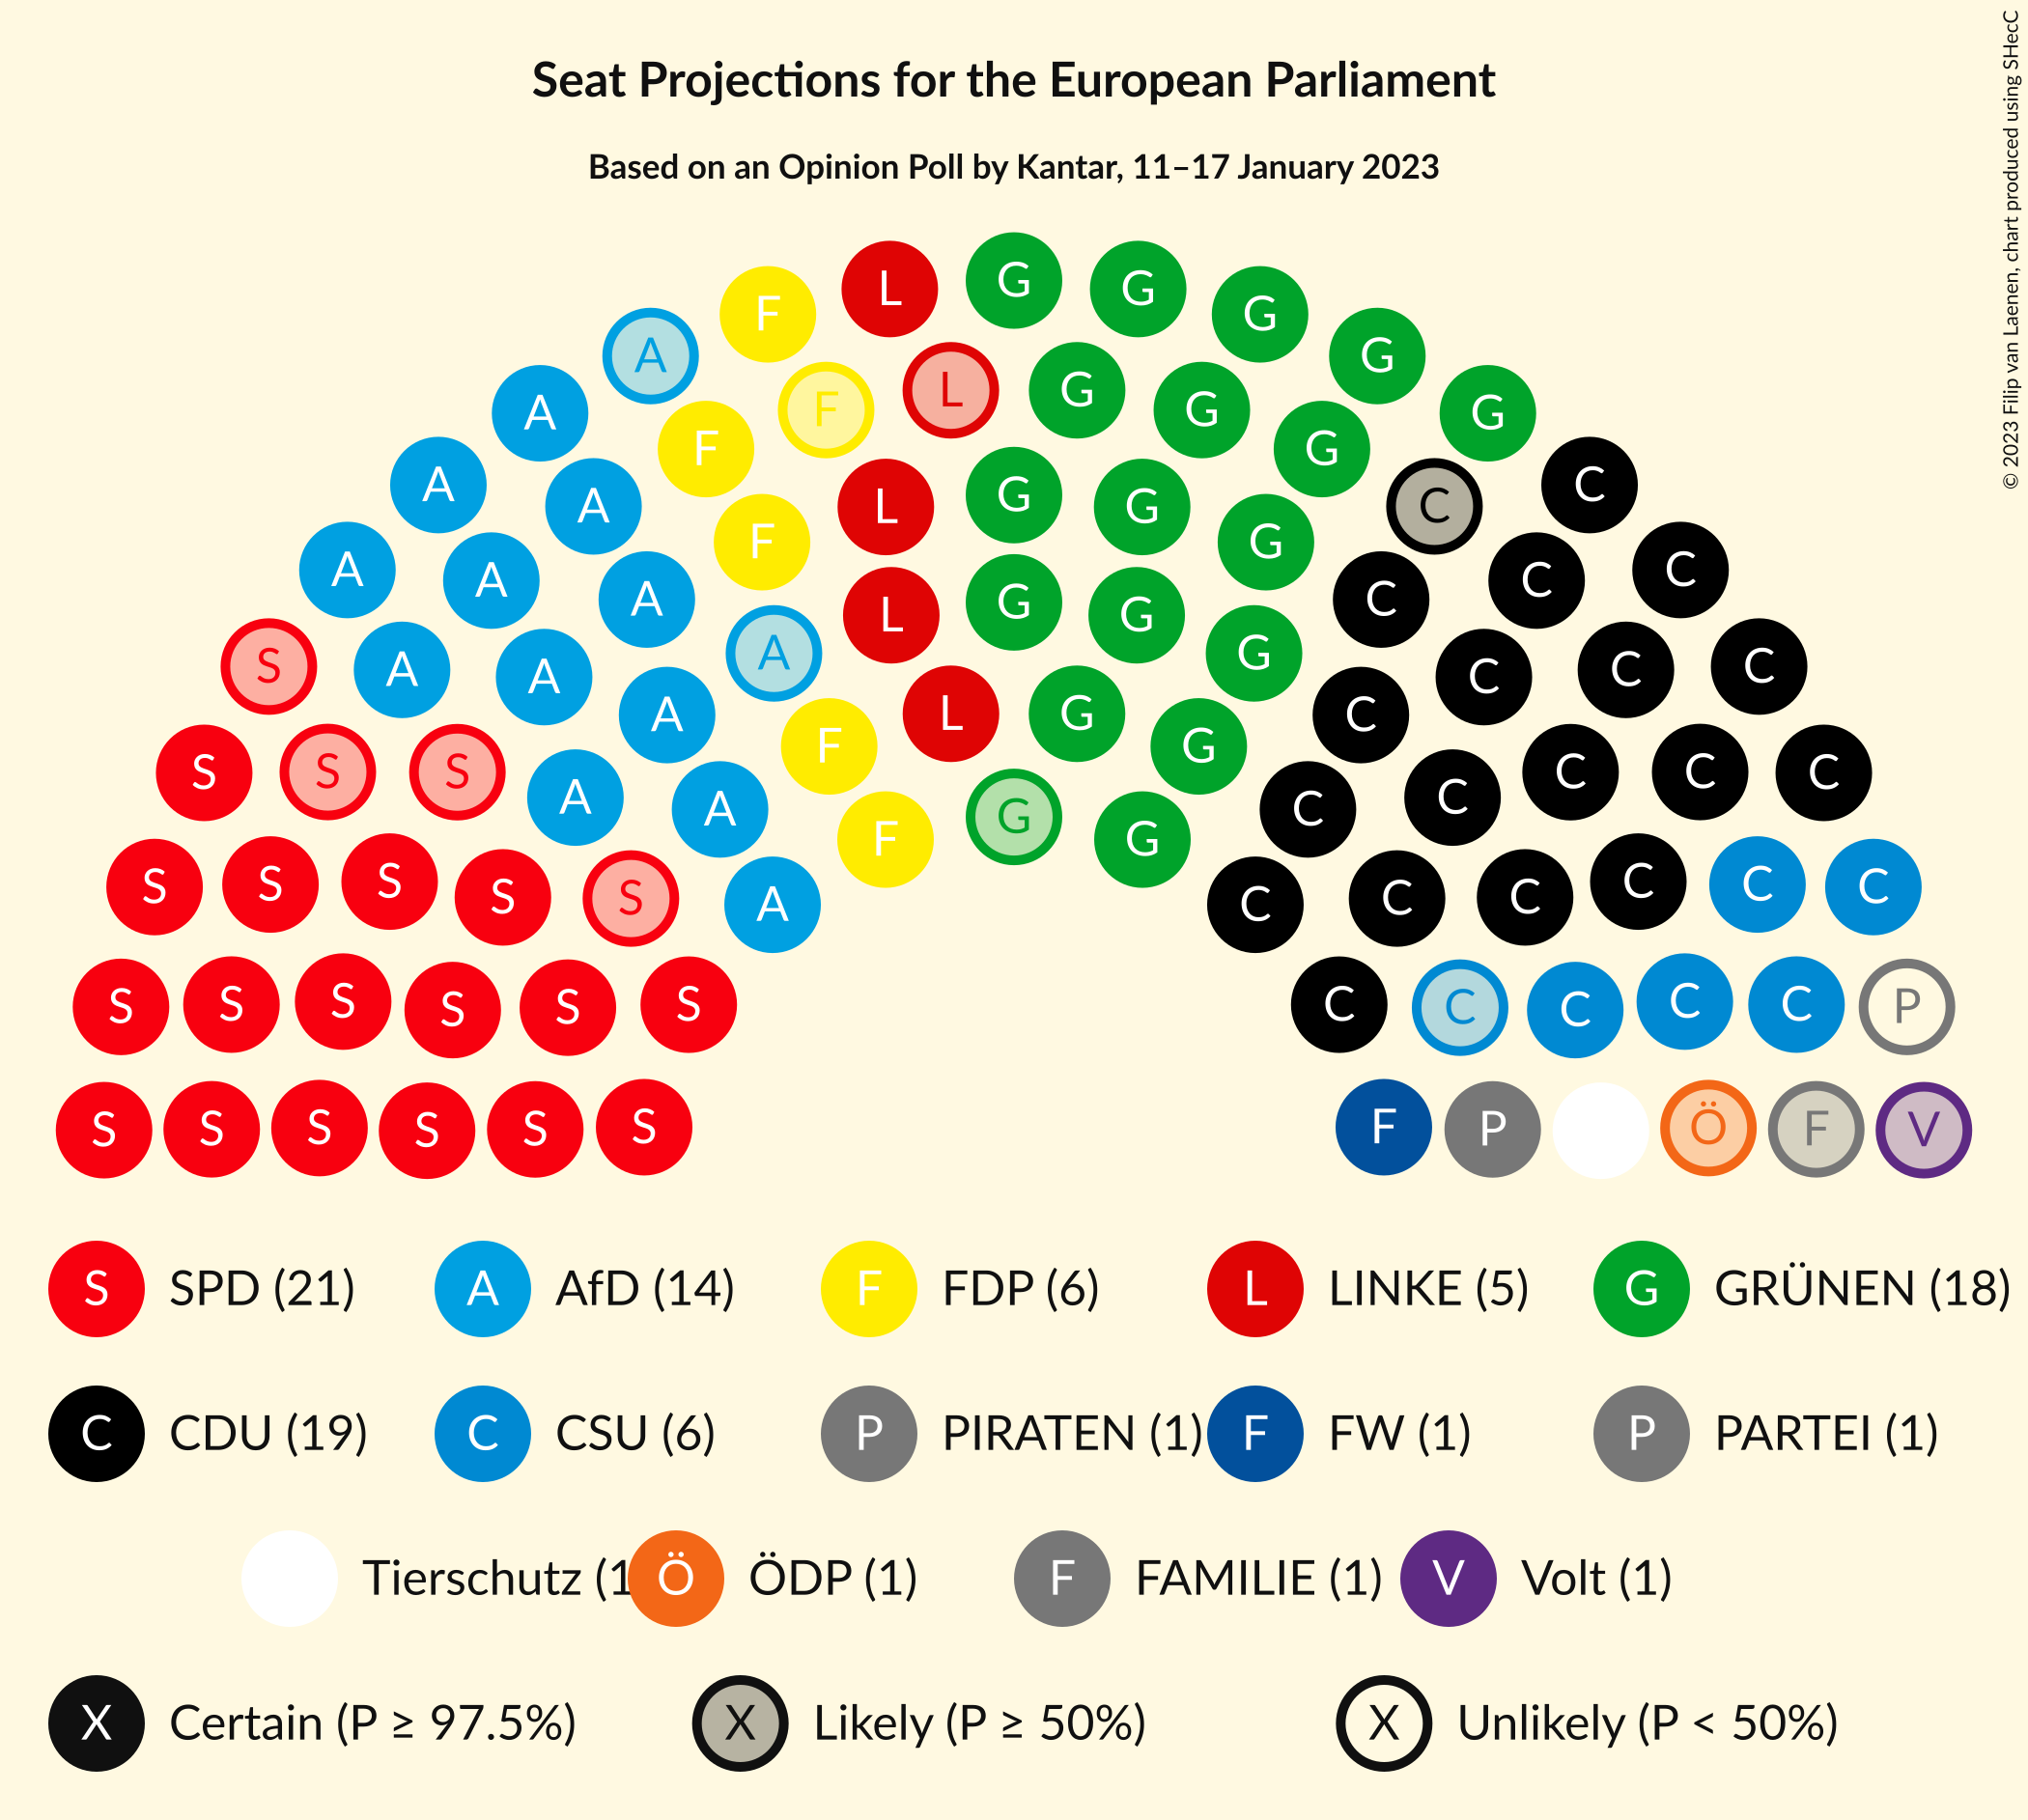 Seat Projections for the European Parliament
Based on an Opinion Poll by Kantar, 11–17 January 2023
© 2023 Filip van Laenen, chart produced using SHecC
L G G
F G
A G
L G
F G
A G
F G
A A L G G C C
F G
A A C C
A C
L G G
S A G C
A A C C
A L G C
F G
S S S C C C
A C
A G C
F G
S S S S S A C C C C C C
S S S S S S C C C C C P
S S S S S S F P Ö F V
S SPD (21) A AfD (14) F FDP (6) L LINKE (5) G GRÜNEN (18)
C CDU (19) C CSU (6) P PIRATEN (1) F FW (1) P PARTEI (1)
Tierschutz (1 Ö ÖDP (1) F FAMILIE (1) V Volt (1)
X Certain (P ≥ 97.5%) X Likely (P ≥ 50%) X Unlikely (P < 50%)